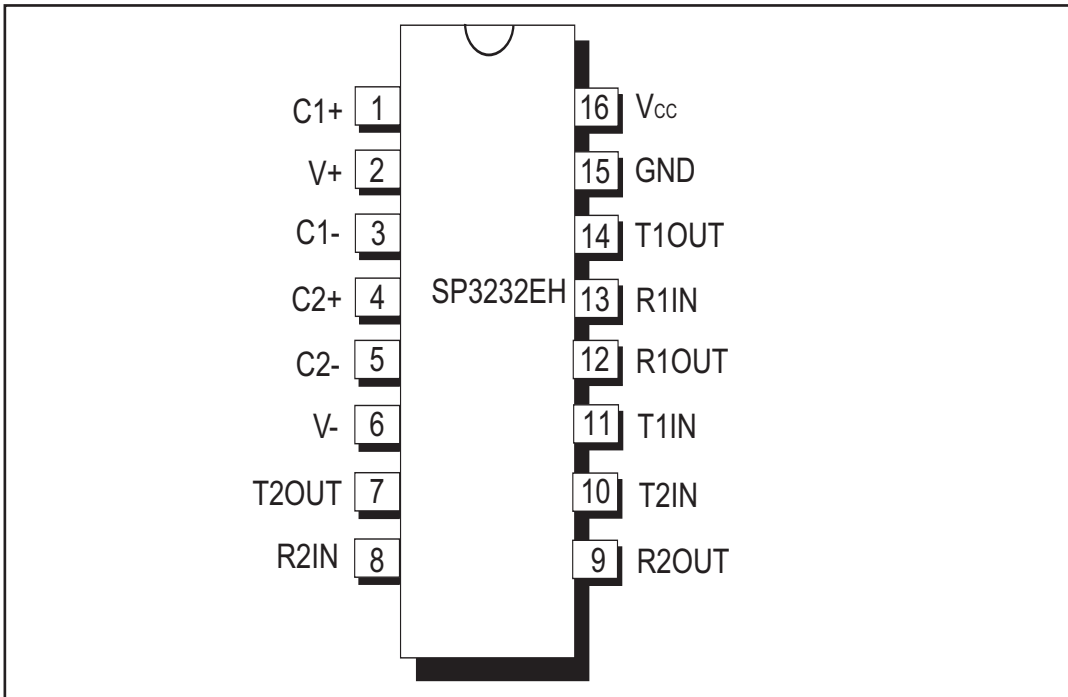 C1+ 1
V+ 2
C1- 3
C2+ 4
C2- 5
V- 6
T2OUT 7
R2IN 8
SP3232EH
16 Vcc
15 GND
14 T1OUT
13 R1IN
12 R1OUT
11 T1IN
10 T2IN
9 R2OUT